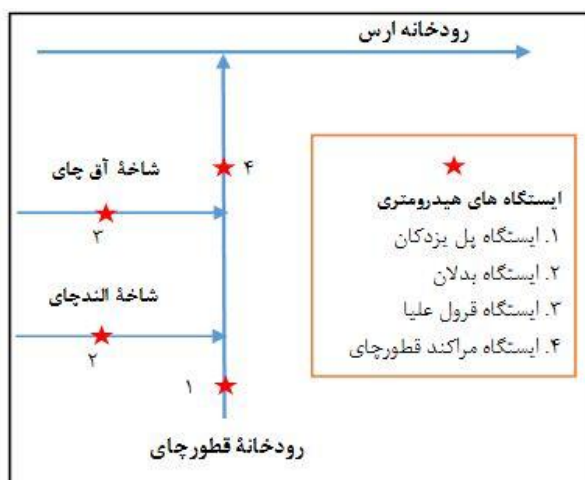 رودخانه ارس
شاخهٔ آق چای
۴
۳
شاخهٔ الندچای
۲
۱
رودخانهٔ قطورچای
ایستگاه های هیدرومتری
۱. ایستگاه پل یزدکان
۲. ایستگاه بدلان
۳. ایستگاه قرول علیا
۴. ایستگاه مراکند قطورچای